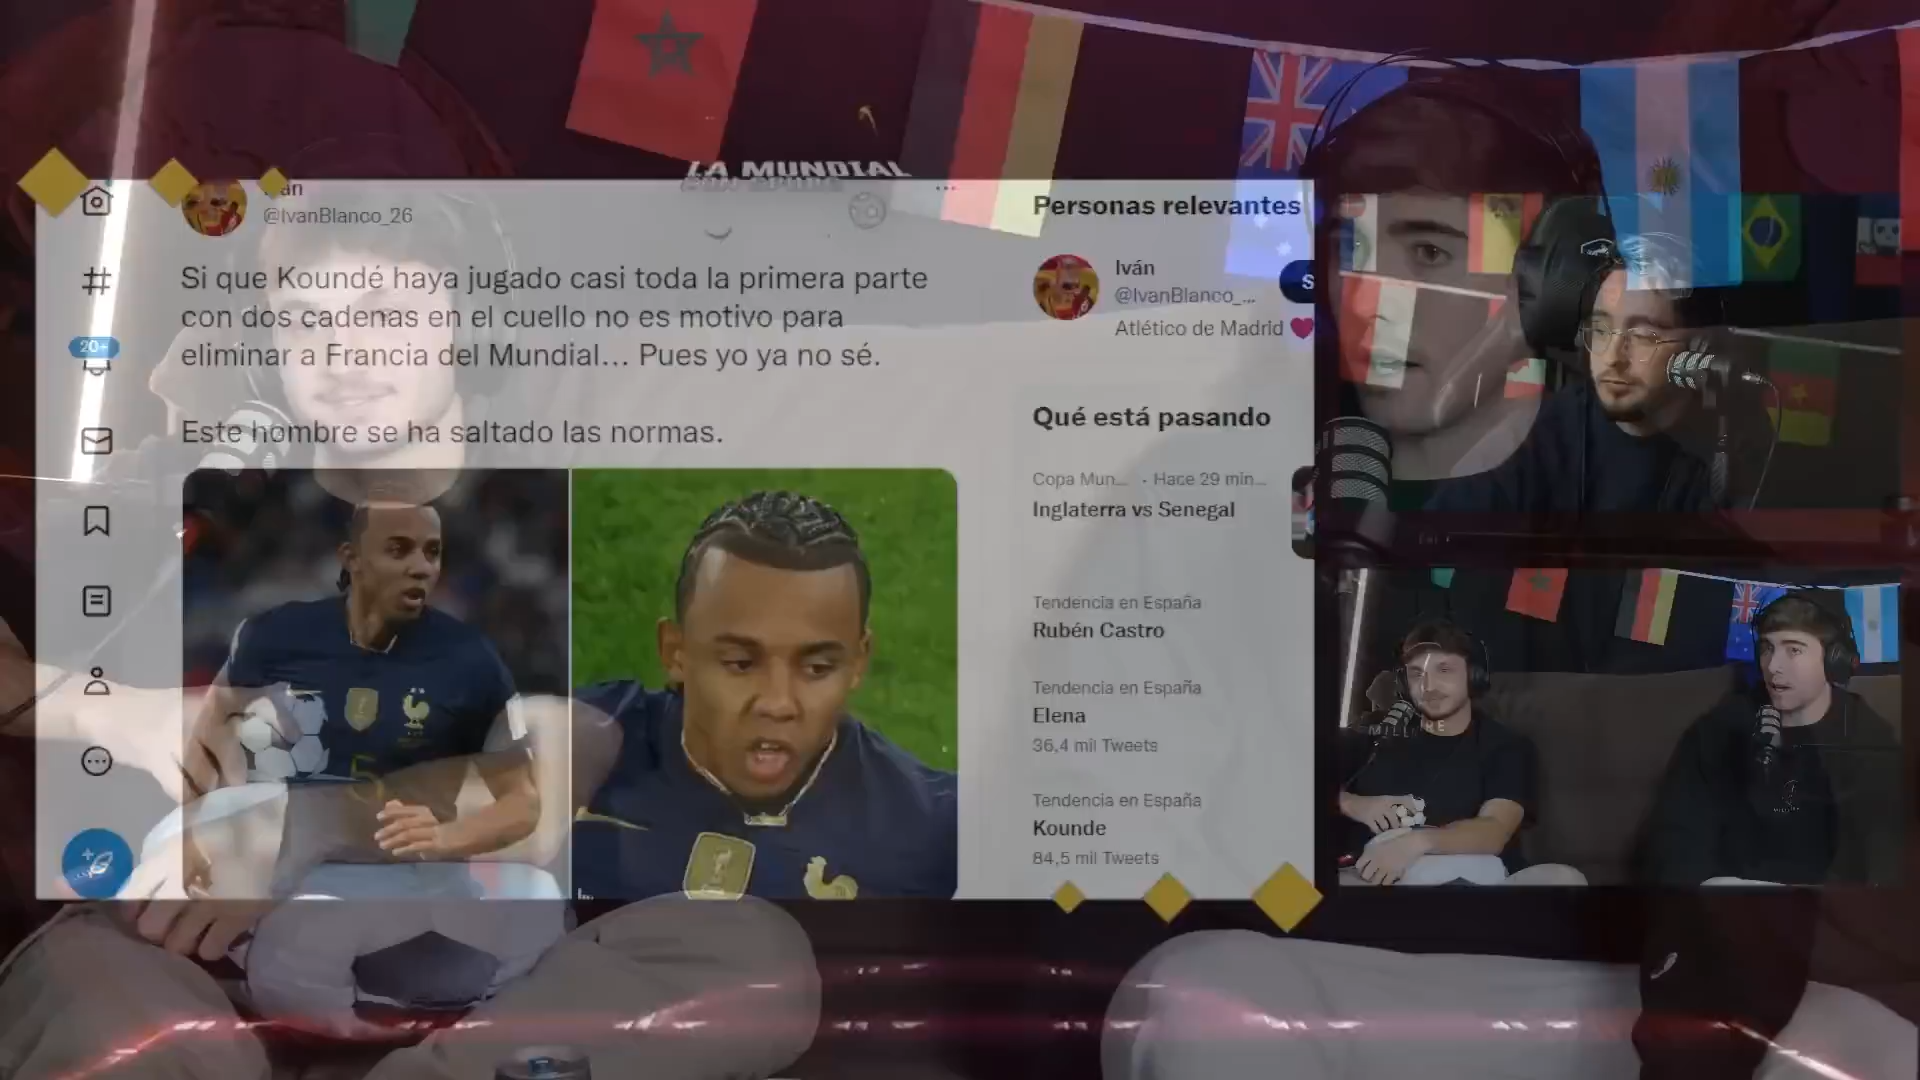 LA MUNDIAL
@IvanBlanco_26
Si que Koundé haya jugado casi toda la primera parte
con dos cadenas en el cuello no es motivo para
eliminar a Francia del Mundial... Pues yo ya no sé.
Este hombre se ha saltado las normas.
20+
5
Personas relevantes
Iván
@IvanBlanco_...
Atlético de Madrid
S
Qué está pasando
Copa Mun... · Hace 29 min...
Inglaterra vs Senegal
Tendencia en España
Rubén Castro
Tendencia en España
Elena
36,4 mil Tweets
Tendencia en España
Kounde
84,5 mil Tweets